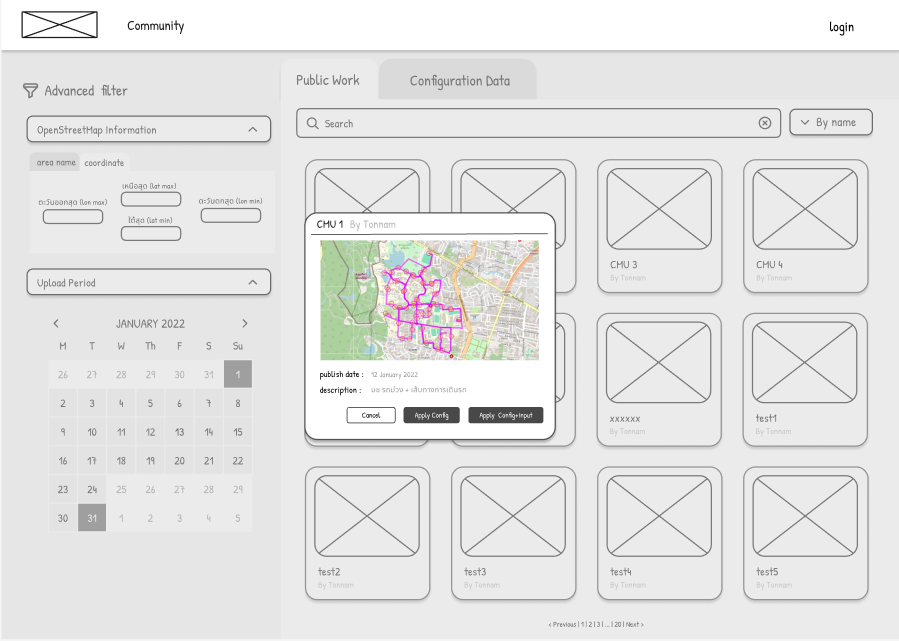 Community
login
Advanced filter
Public Work
Configuration Data
OpenStreetMap Information
Search
By name
area name
coordinate
เหนือสุด (lat max)
ตะวันออกสุด (lon max)
ตะวันตกสุด (lon min)
ใต้สุด (lat min)
Upload Period
JANUARY 2022
M T W Th F S Su
26 27 28 29 30 31 1
2 3 4 5 6 7 8
9 10 11 12 13 14 15
16 17 18 19 20 21 22
23 24 25 26 27 28 29
30 31 1 2 3 4 5
CMU 1 By Tonnam
publish date : 12 January 2022
description : มช รถม่วง + เส้นทางการเดินรถ
Cancel
Apply Config
Apply Config+Input
CMU 3
By Tonnam
CMU 4
By Tonnam
xxxxxx
By Tonnam
test1
By Tonnam
test2
By Tonnam
test3
By Tonnam
test4
By Tonnam
test5
By Tonnam
< Previous | 1 | 2 | 3 | ... | 20 | Next >